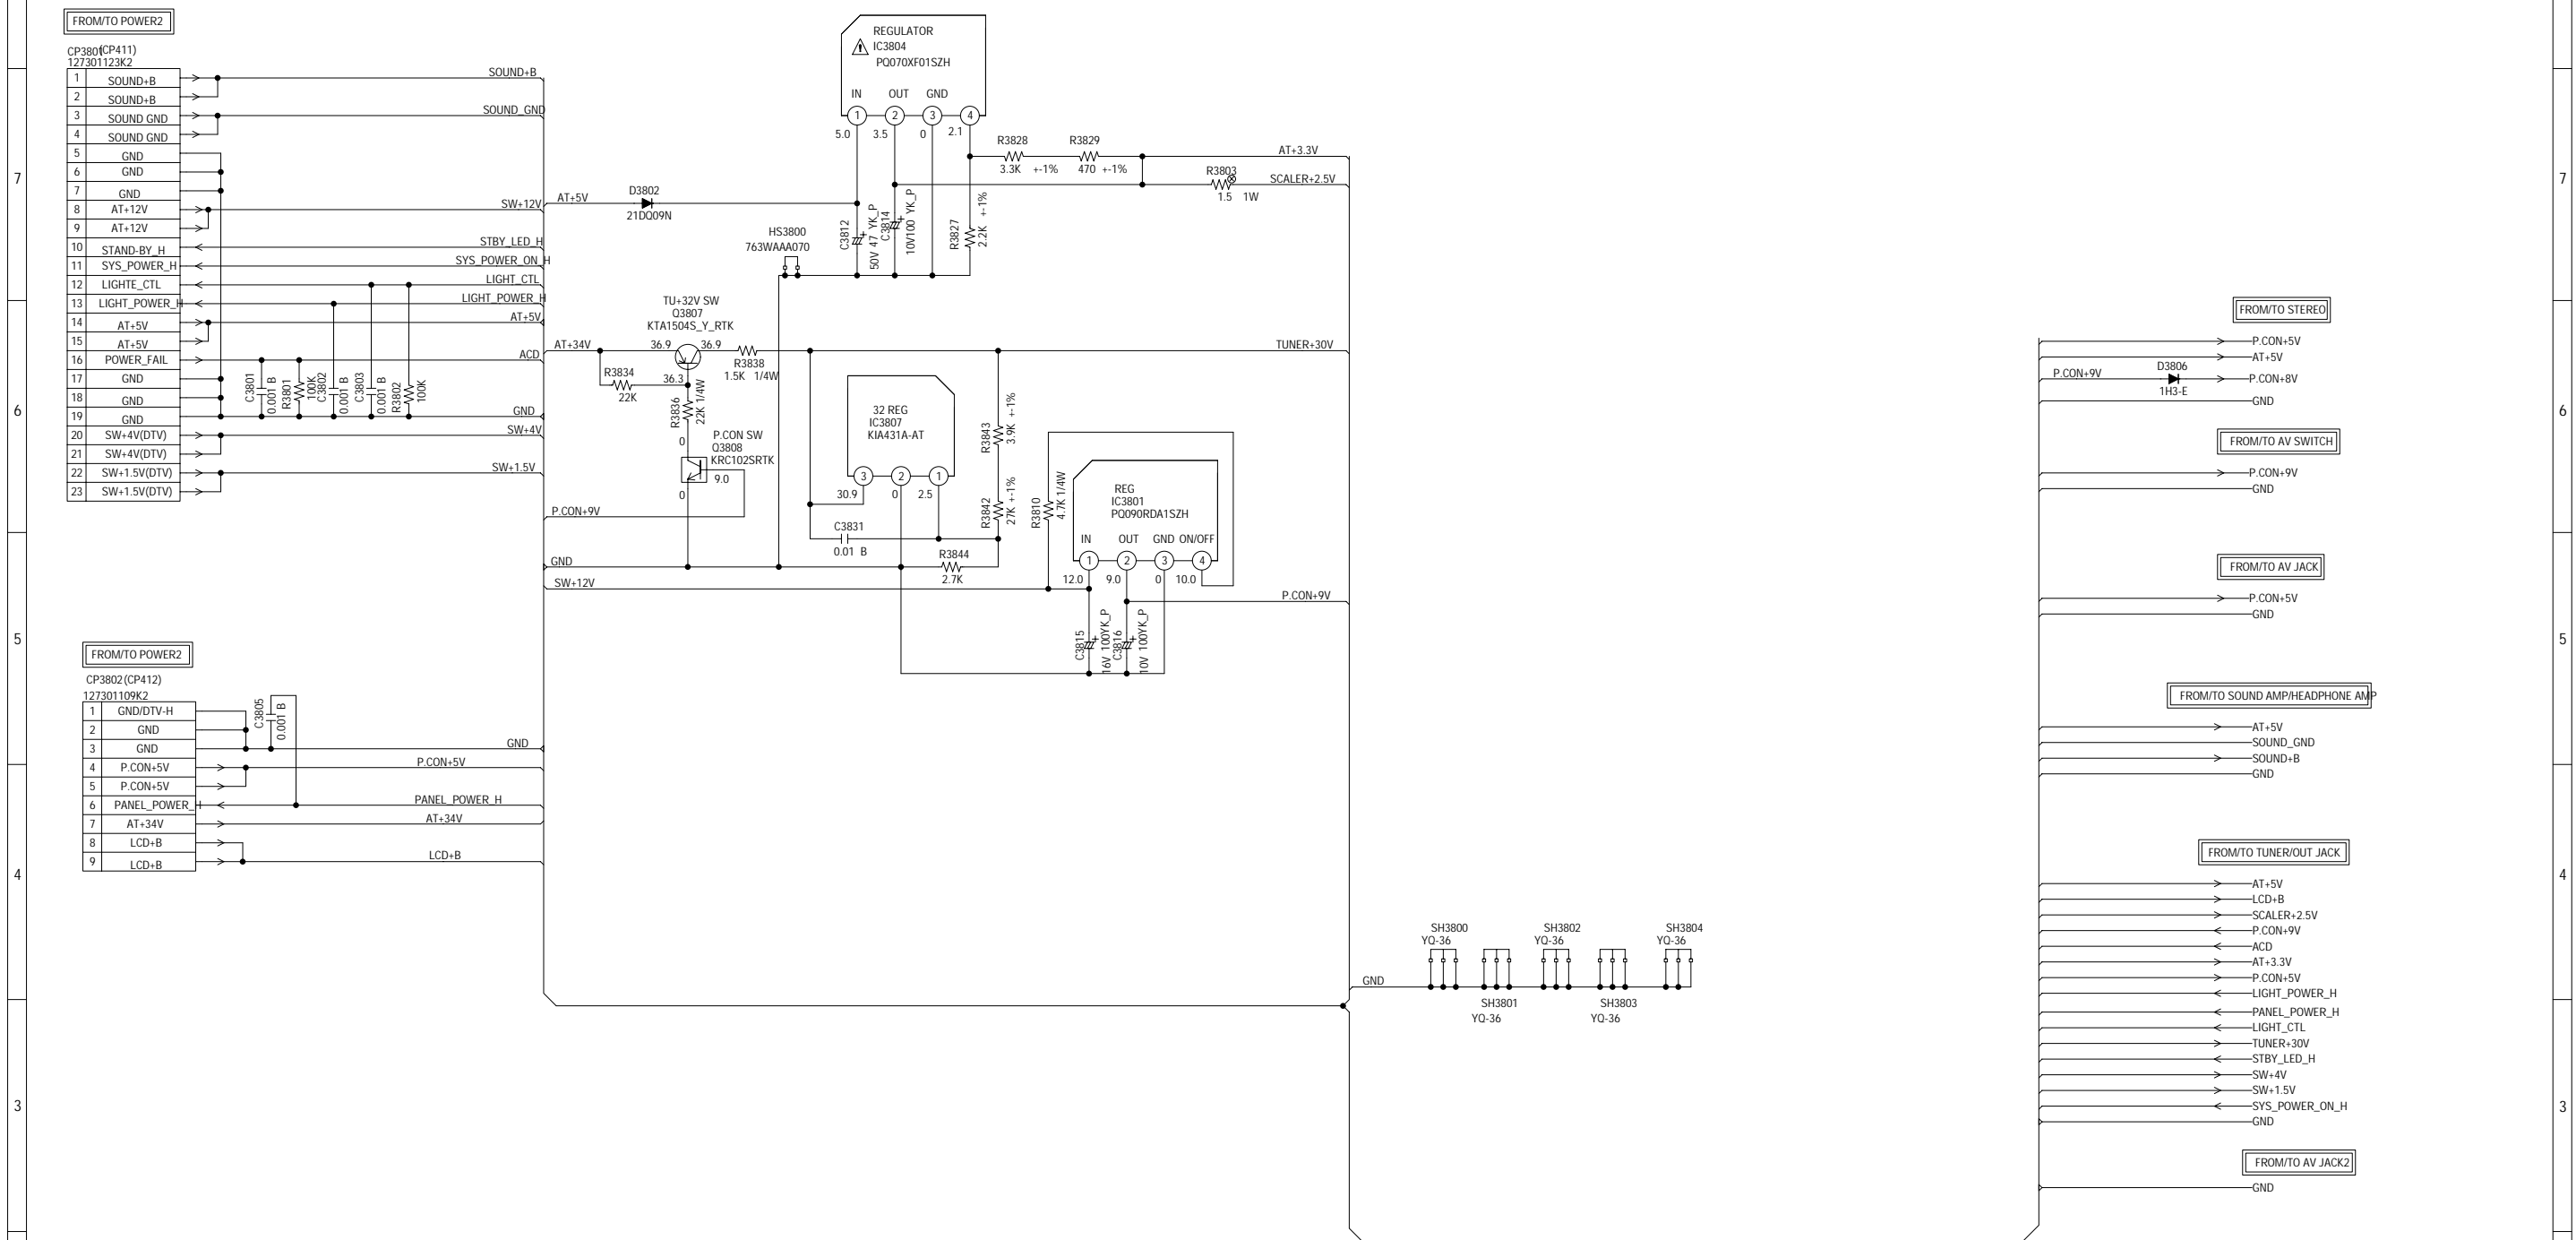 FROM/TO POWER2
CP3801(CP411)
127301123K2
1 SOUND+B
2 SOUND+B
3 SOUND GND
4 SOUND GND
5 GND
6 GND
7 GND
8 AT+12V
9 AT+12V
10 STAND-BY_H
11 SYS_POWER_H
12 LIGHTE_CTL
13 LIGHT_POWER_H
14 AT+5V
15 AT+5V
16 POWER_FAIL
17 GND
18 GND
19 GND
20 SW+4V(DTV)
21 SW+4V(DTV)
22 SW+1.5V(DTV)
23 SW+1.5V(DTV)
SOUND+B
SOUND_GND
SW+12V
STBY_LED_H
SYS_POWER_ON_H
LIGHT_CTL
LIGHT_POWER_H
AT+5V
ACD
GND
SW+4V
SW+1.5V
C3801
0.001 B
R3801
100K
C3802
0.001 B
C3803
0.001 B
R3802
100K
FROM/TO POWER2
CP3802(CP412)
127301109K2
1 GND/DTV-H
2 GND
3 GND
4 P.CON+5V
5 P.CON+5V
6 PANEL_POWER_H
7 AT+34V
8 LCD+B
9 LCD+B
C3805
0.001 B
GND
P.CON+5V
PANEL_POWER_H
AT+34V
LCD+B
REGULATOR
IC3804
PQ070XF01SZH
IN OUT GND
1 2 3 4
5.0 3.5 0 2.1
R3828
3.3K +-1%
R3829
470 +-1%
AT+3.3V
R3803
1.5 1W
SCALER+2.5V
AT+5V
D3802
21DQ09N
C3812
50V 47 YK_P
C3814
10V100 YK_P
R3827
2.2K +-1%
HS3800
763WAAA070
TU+32V SW
Q3807
KTA1504S_Y_RTK
AT+34V
36.9 36.9
36.3
R3838
1.5K 1/4W
TUNER+30V
R3834
22K
R3836
22K 1/4W
0
P.CON SW
Q3808
KRC102SRTK
9.0
0
P.CON+9V
32 REG
IC3807
KIA431A-AT
3 2 1
30.9 0 2.5
R3843
3.9K +-1%
R3842
27K +-1%
C3831
0.01 B
R3844
2.7K
GND
SW+12V
R3810
4.7K 1/4W
REG
IC3801
PQ090RDA1SZH
IN OUT GND ON/OFF
1 2 3 4
12.0 9.0 0 10.0
P.CON+9V
C3815
16V 100YK_P
C3816
10V 100YK_P
GND
SH3800
YQ-36
SH3801
YQ-36
SH3802
YQ-36
SH3803
YQ-36
SH3804
YQ-36
FROM/TO STEREO
P.CON+5V
AT+5V
P.CON+9V
D3806
1H3-E
P.CON+8V
GND
FROM/TO AV SWITCH
P.CON+9V
GND
FROM/TO AV JACK
P.CON+5V
GND
FROM/TO SOUND AMP/HEADPHONE AMP
AT+5V
SOUND_GND
SOUND+B
GND
FROM/TO TUNER/OUT JACK
AT+5V
LCD+B
SCALER+2.5V
P.CON+9V
ACD
AT+3.3V
P.CON+5V
LIGHT_POWER_H
PANEL_POWER_H
LIGHT_CTL
TUNER+30V
STBY_LED_H
SW+4V
SW+1.5V
SYS_POWER_ON_H
GND
FROM/TO AV JACK2
GND
7
6
5
4
3
7
6
5
4
3